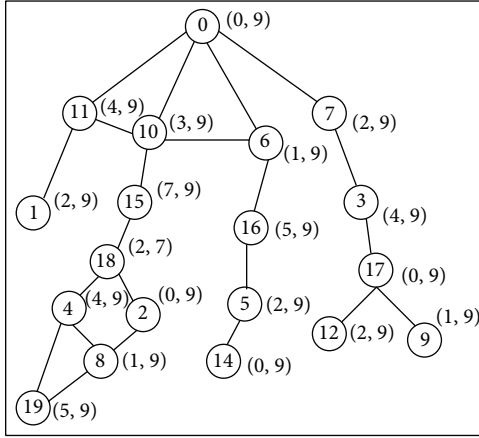 0 (0, 9)
11 (4, 9)
10 (3, 9)
6 (1, 9)
7 (2, 9)
1 (2, 9)
15 (7, 9)
16 (5, 9)
3 (4, 9)
18 (2, 7)
17 (0, 9)
4 (4, 9)
2 (0, 9)
5 (2, 9)
12 (2, 9)
9 (1, 9)
8 (1, 9)
14 (0, 9)
19 (5, 9)